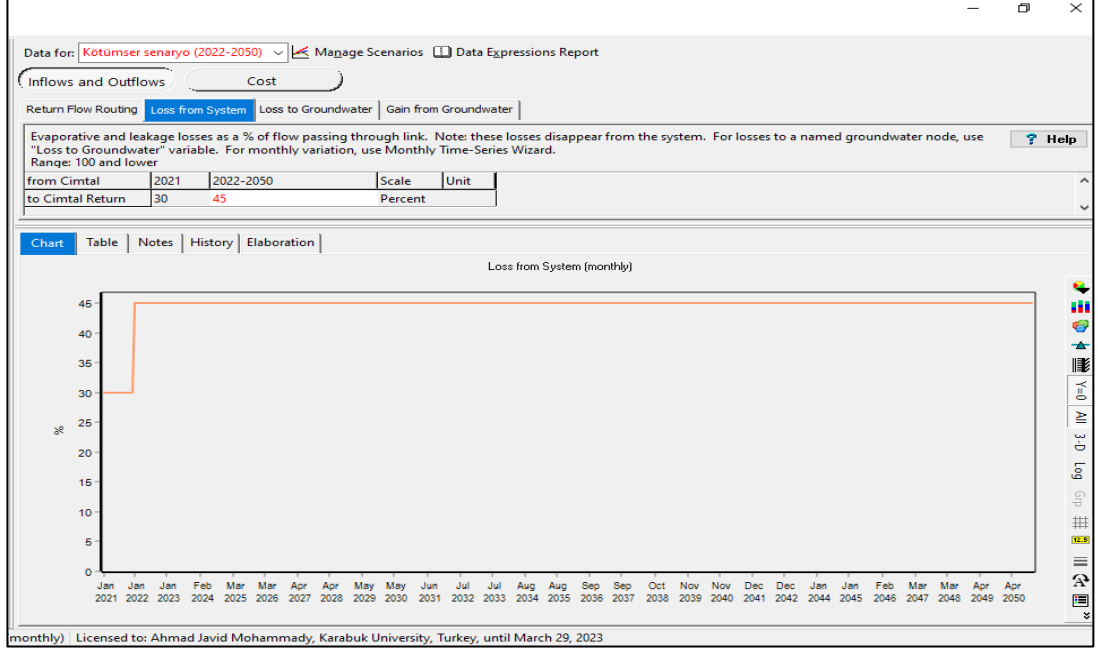 Data for: Kötümser senaryo (2022-2050) Manage Scenarios Data Expressions Report
Inflows and Outflows Cost
Return Flow Routing Loss from System Loss to Groundwater Gain from Groundwater
Evaporative and leakage losses as a % of flow passing through link. Note: these losses disappear from the system. For losses to a named groundwater node, use
"Loss to Groundwater" variable. For monthly variation, use Monthly Time-Series Wizard.
Range: 100 and lower
? Help
from Cimtal 2021 2022-2050 Scale Unit
to Cimtal Return 30 45 Percent
Chart Table Notes History Elaboration
Loss from System (monthly)
45
40
35
30
25
20
15
10
5
0
%
Jan Jan Jan Feb Mar Mar Apr Apr May May Jun Jul Jul Aug Aug Sep Sep Oct Nov Nov Dec Dec Jan Jan Feb Mar Mar Apr Apr
2021 2022 2023 2024 2025 2026 2027 2028 2029 2030 2031 2032 2033 2034 2035 2036 2037 2038 2039 2040 2041 2042 2044 2045 2046 2047 2048 2049 2050
Y=0
All
3-D
Log
Grp
12.5
monthly) Licensed to: Ahmad Javid Mohammady, Karabuk University, Turkey, until March 29, 2023